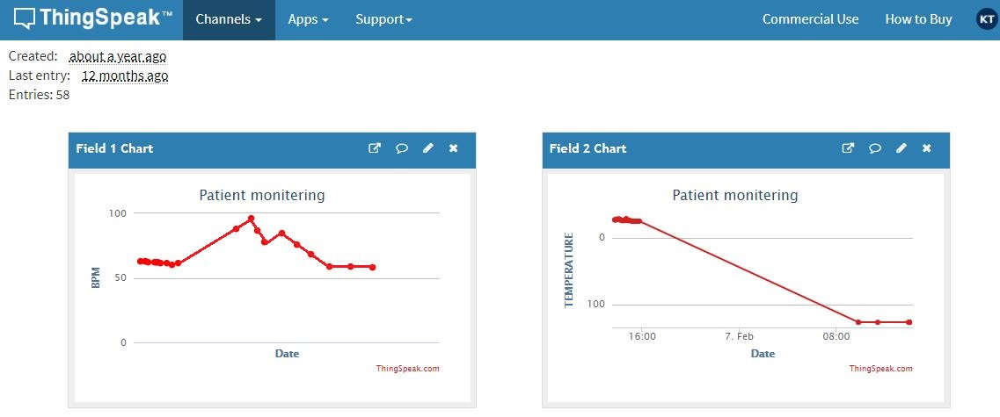 ThingSpeak™ Channels Apps Support Commercial Use How to Buy KT
Created: about a year ago
Last entry: 12 months ago
Entries: 58
Field 1 Chart
Patient monitering
100
50
0
BPM
Date
ThingSpeak.com
Field 2 Chart
Patient monitering
0
100
TEMPERATURE
16:00 7. Feb 08:00
Date
ThingSpeak.com